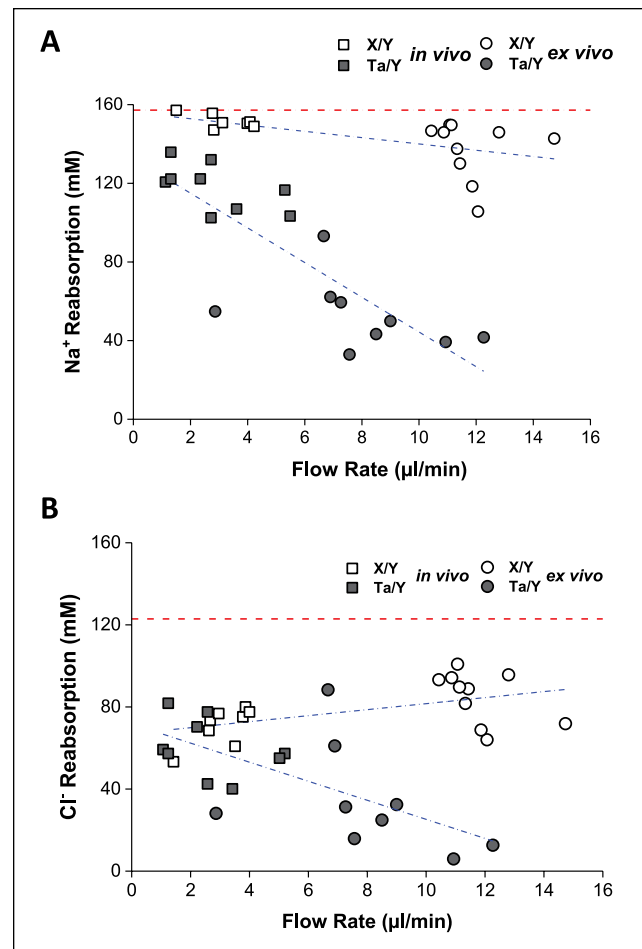 A
X/Y in vivo X/Y ex vivo
Ta/Y Ta/Y
160
120
80
40
0
Na⁺ Reabsorption (mM)
0 2 4 6 8 10 12 14 16
Flow Rate (µl/min)
B
160
X/Y in vivo X/Y ex vivo
Ta/Y Ta/Y
120
80
40
0
Cl⁻ Reabsorption (mM)
0 2 4 6 8 10 12 14 16
Flow Rate (µl/min)